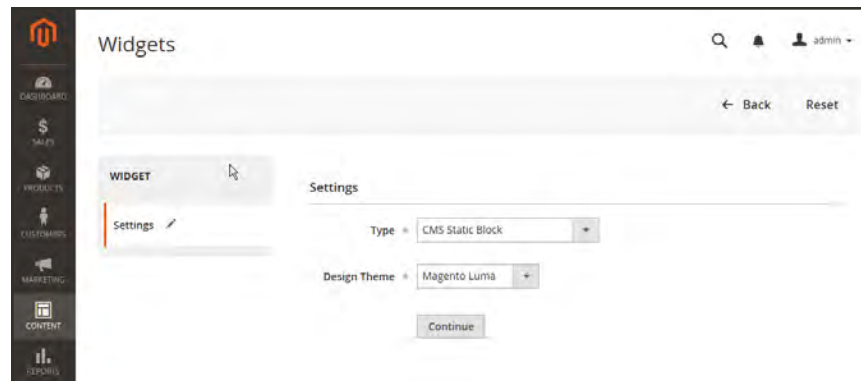 Widgets
admin
DASHBOARD
← Back
Reset
$
SALES
WIDGET
PRODUCTS
Settings
Settings
Type * CMS Static Block
CUSTOMERS
MARKETING
Design Theme * Magento Luma
CONTENT
Continue
REPORTS